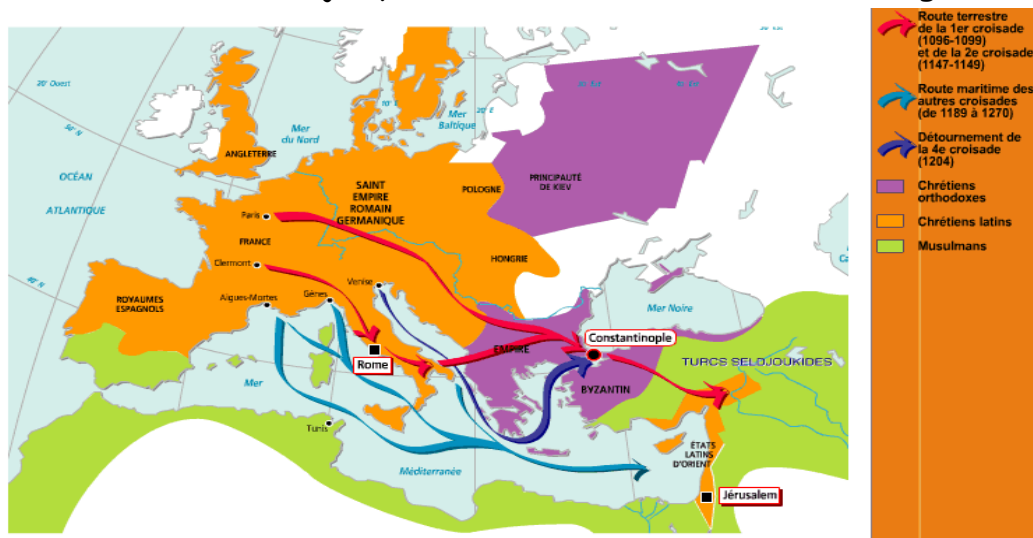 Route terrestre
de la 1er croisade
(1096-1099)
et de la 2e croisade
(1147-1149)
Route maritime des
autres croisades
(de 1189 à 1270)
Détournement de
la 4e croisade
(1204)
Chrétiens
orthodoxes
Chrétiens latins
Musulmans
20° Ouest
50° N
40° N
10° E
20° E
OCÉAN
ATLANTIQUE
Mer
du Nord
Mer
Baltique
ANGLETERRE
SAINT
EMPIRE
ROMAIN
GERMANIQUE
POLOGNE
PRINCIPAUTÉ
DE KIEV
Paris
FRANCE
HONGRIE
Clermont
Venise
Aigues-Mortes
Gênes
ROYAUMES
ESPAGNOLS
Mer Noire
Constantinople
EMPIRE
BYZANTIN
TURCS SELDJOUKIDES
Rome
Mer
Méditerranée
Tunis
ÉTATS
LATINS
D'ORIENT
Jérusalem